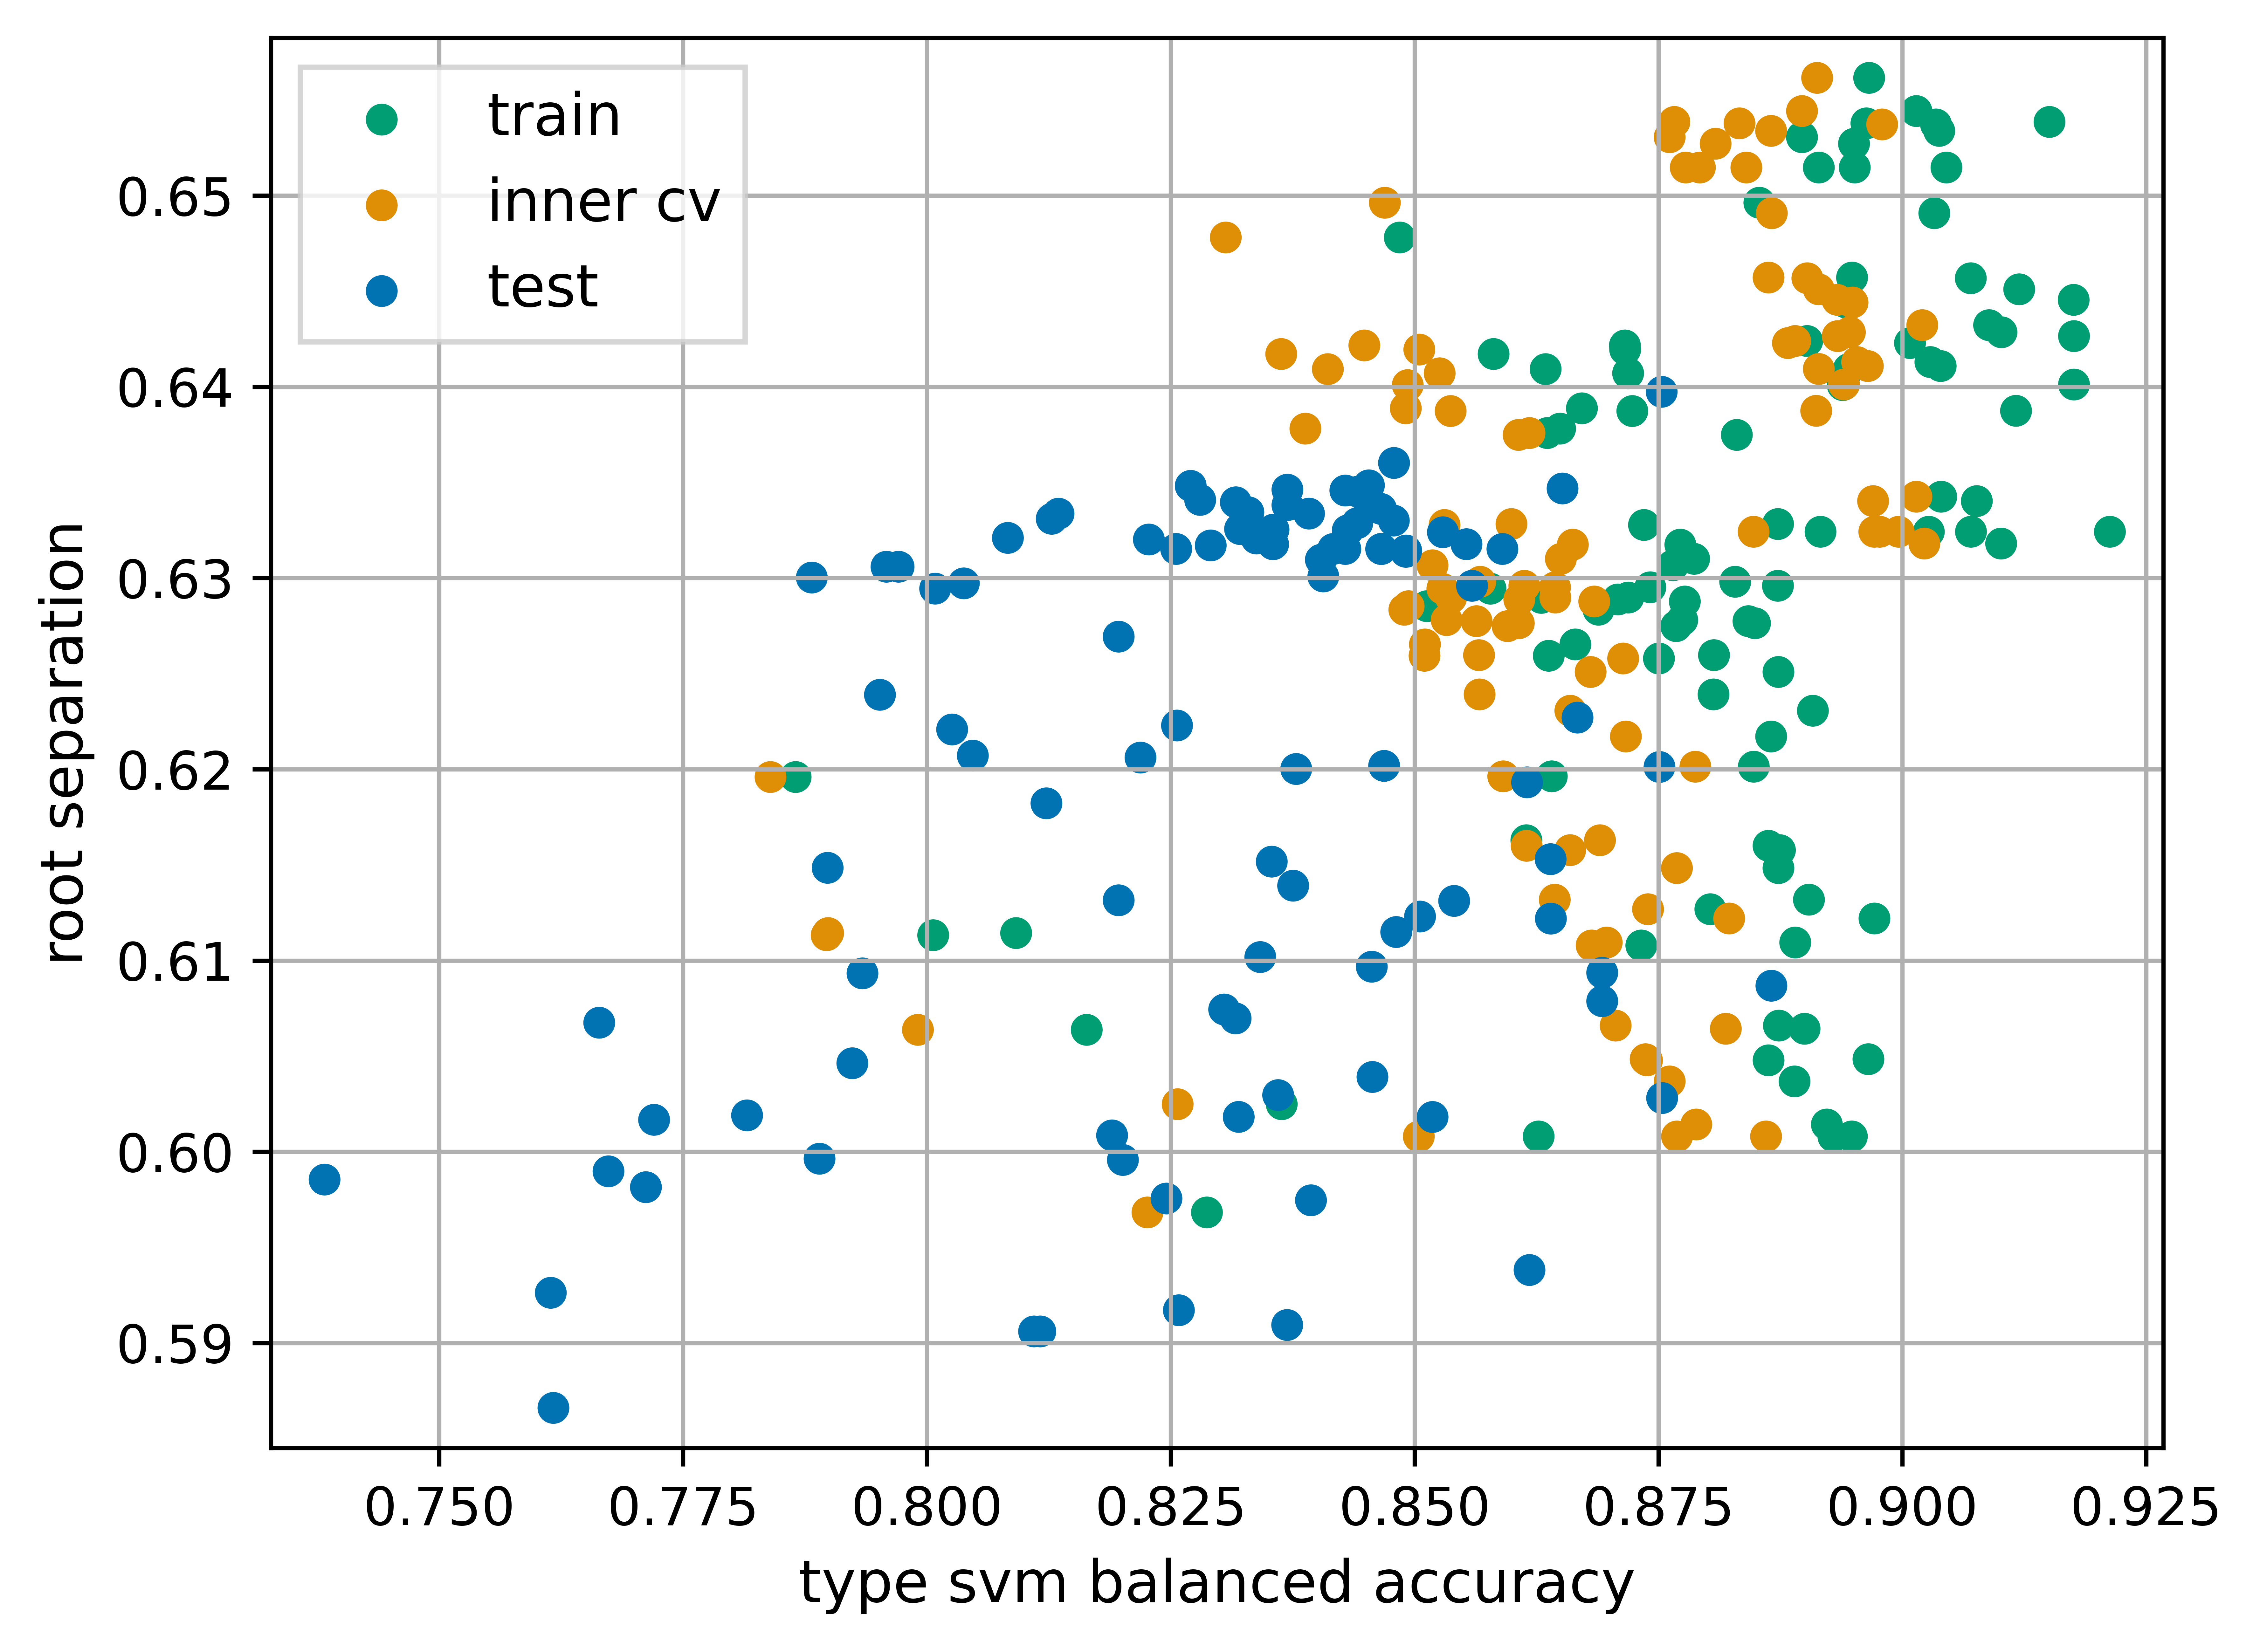 train
inner cv
test
0.65
0.64
0.63
0.62
0.61
0.60
0.59
root separation
0.750 0.775 0.800 0.825 0.850 0.875 0.900 0.925
type svm balanced accuracy